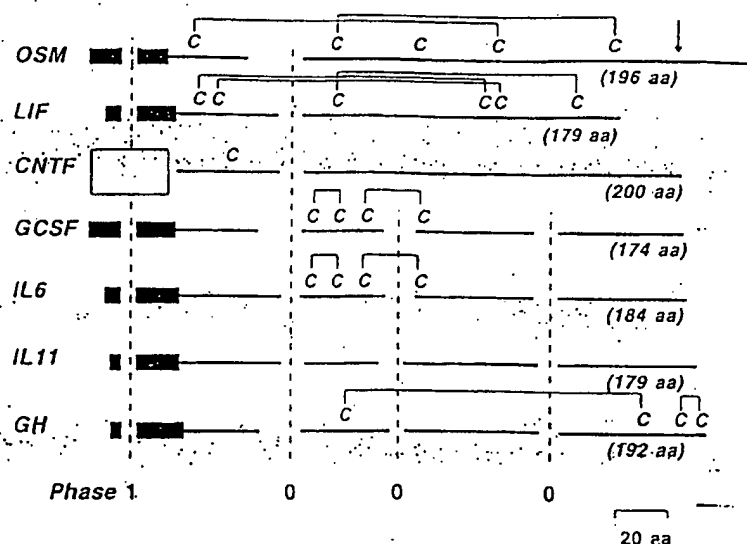 C C C C C
OSM
(196 aa)
C C C C C C
LIF
(179 aa)
C
CNTF
(200 aa)
C C C C
GCSF
(174 aa)
C C C C
IL6
(184 aa)
IL11
(179 aa)
C C C C
GH
(192 aa)
Phase 1 0 0 0
20 aa